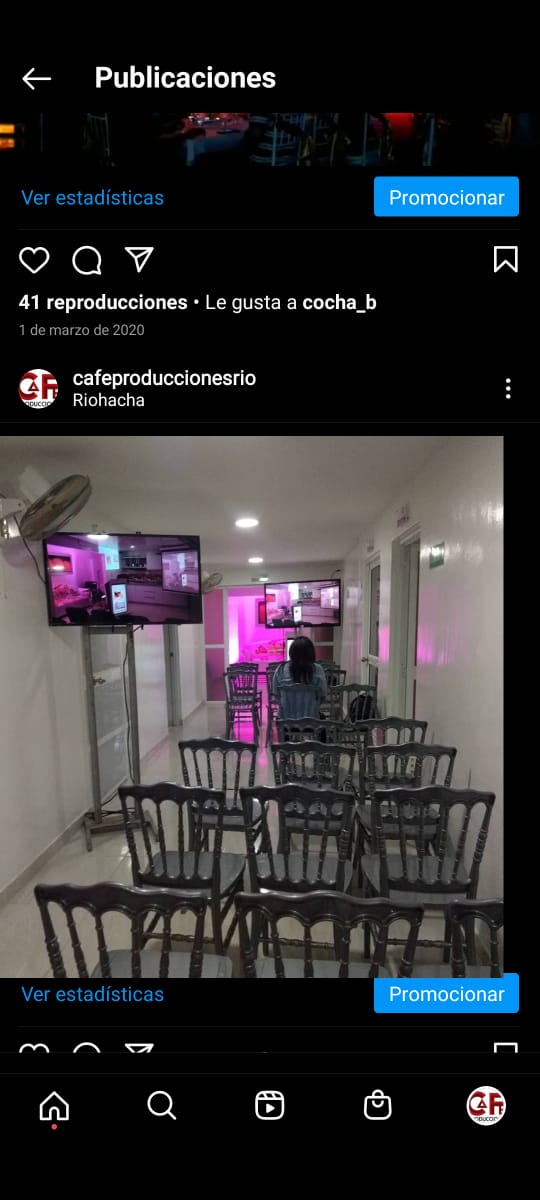 Publicaciones
Ver estadísticas
Promocionar
41 reproducciones • Le gusta a cocha_b
1 de marzo de 2020
CAFE
cafeproduccionesrio
Riohacha
Ver estadísticas
Promocionar